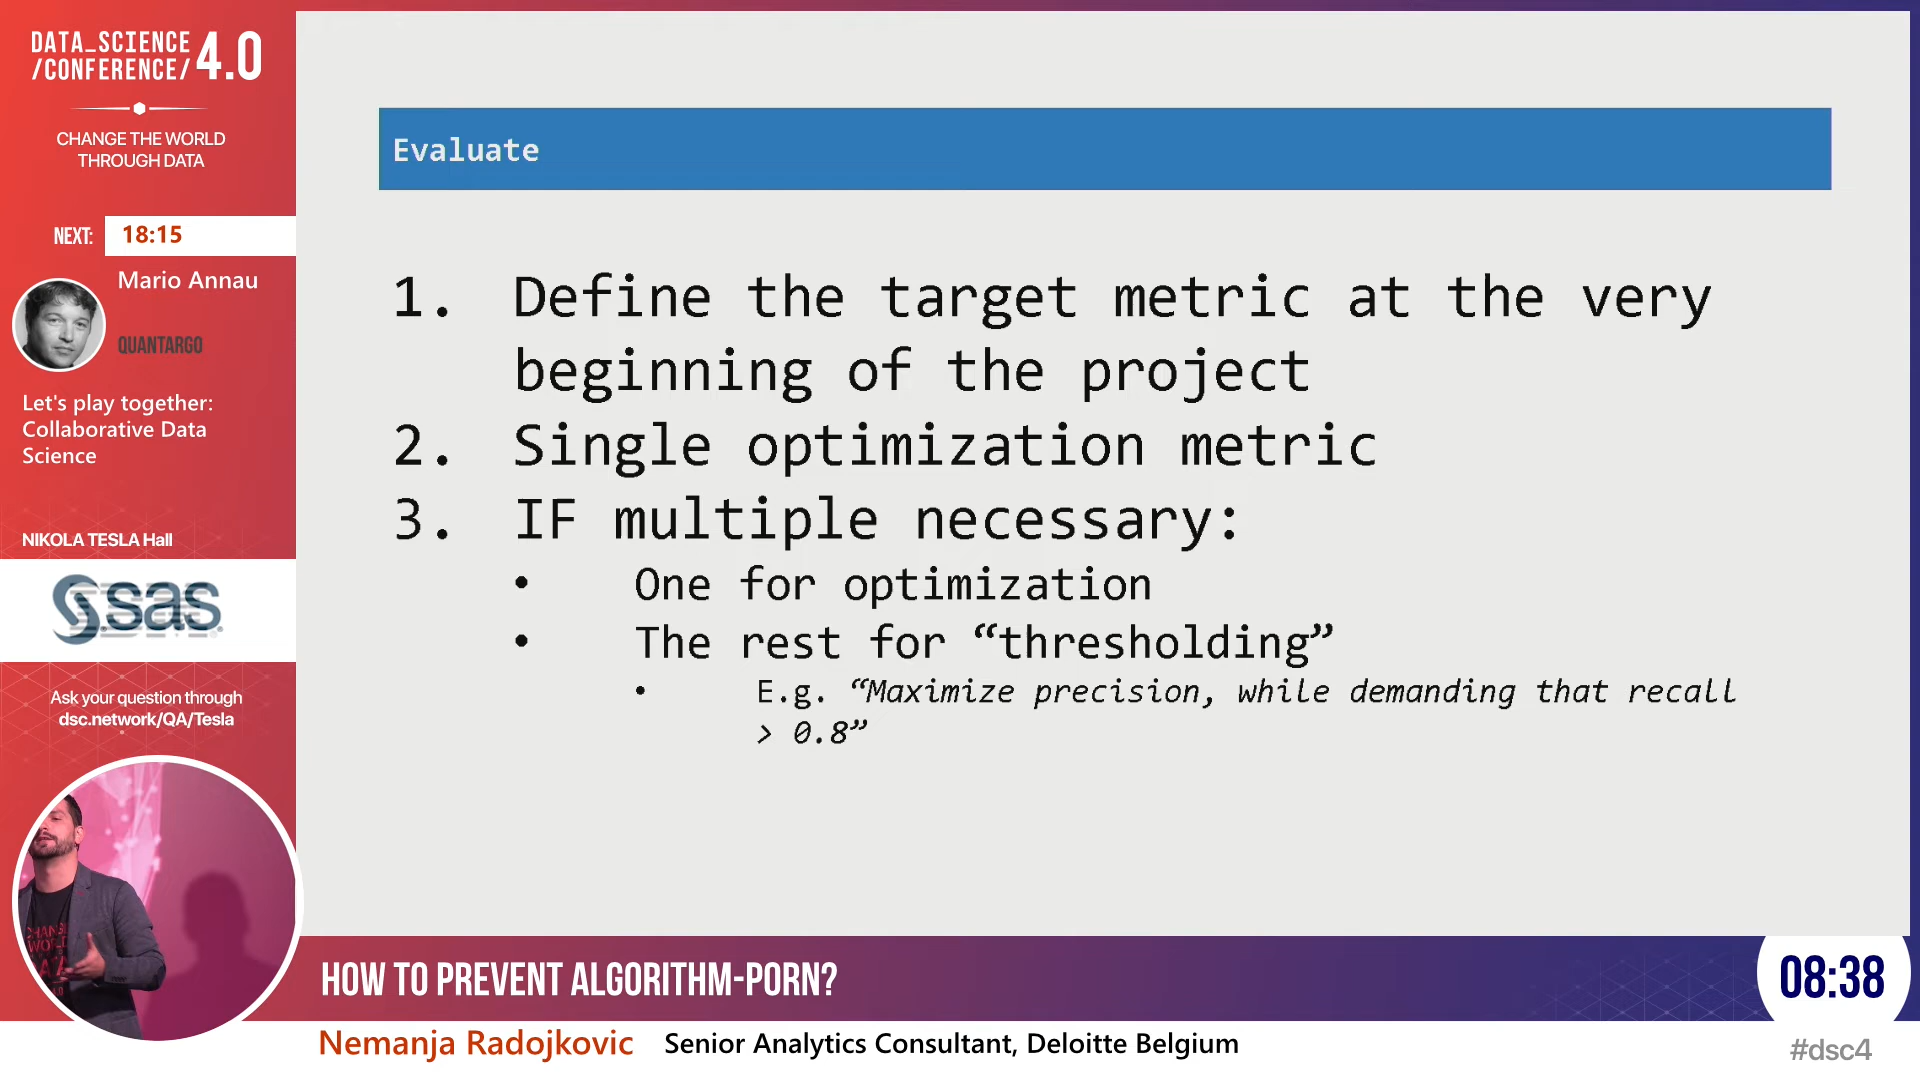 DATA_SCIENCE
/CONFERENCE/ 4.0
CHANGE THE WORLD
THROUGH DATA
NEXT: 18:15
Mario Annau
QUANTARGO
Let's play together:
Collaborative Data
Science
NIKOLA TESLA Hall
sas
Ask your question through
dsc.network/QA/Tesla
Evaluate
1. Define the target metric at the very
beginning of the project
2. Single optimization metric
3. IF multiple necessary:
• One for optimization
• The rest for “thresholding”
• E.g. “Maximize precision, while demanding that recall
> 0.8”
HOW TO PREVENT ALGORITHM-PORN?
08:38
Nemanja Radojkovic Senior Analytics Consultant, Deloitte Belgium
#dsc4